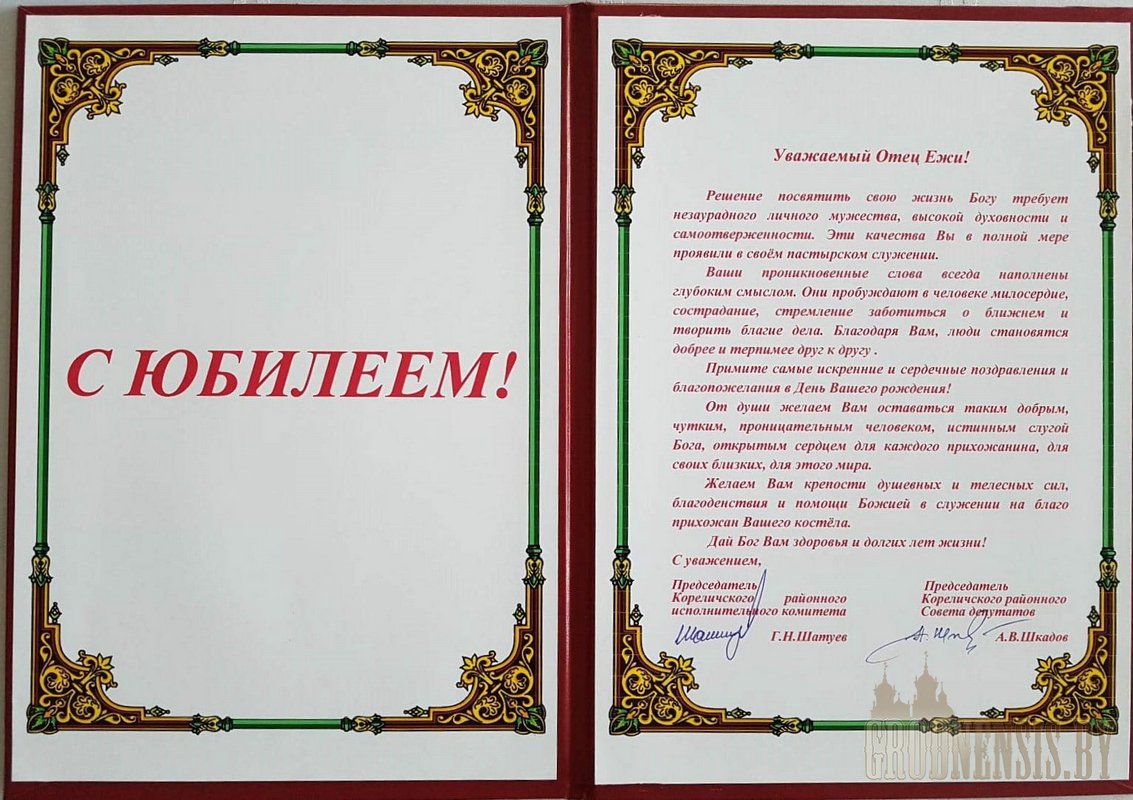 С ЮБИЛЕЕМ!
Уважаемый Отец Ежи!
Решение посвятить свою жизнь Богу требует
незаурадного личного мужества, высокой духовности и
самоотверженности. Эти качества Вы в полной мере
проявили в своём пастырском служении.
Ваши проникновенные слова всегда наполнены
глубоким смыслом. Они пробуждают в человеке милосердие,
сострадание, стремление заботиться о ближнем и
творить благие дела. Благодаря Вам, люди становятся
добрее и терпимее друг к другу .
Примите самые искренние и сердечные поздравления и
благопожелания в День Вашего рождения!
От души желаем Вам оставаться таким добрым,
чутким, проницательным человеком, истинным слугой
Бога, открытым сердцем для каждого прихожанина, для
своих близких, для этого мира.
Желаем Вам крепости душевных и телесных сил,
благоденствия и помощи Божией в служении на благо
прихожан Вашего костёла.
Дай Бог Вам здоровья и долгих лет жизни!
С уважением,
Председатель
Кореличского районного
исполнительного комитета
Г.Н.Шатуев
Председатель
Кореличского районного
Совета депутатов
А.В.Шкадов
GRODNENSIS.BY